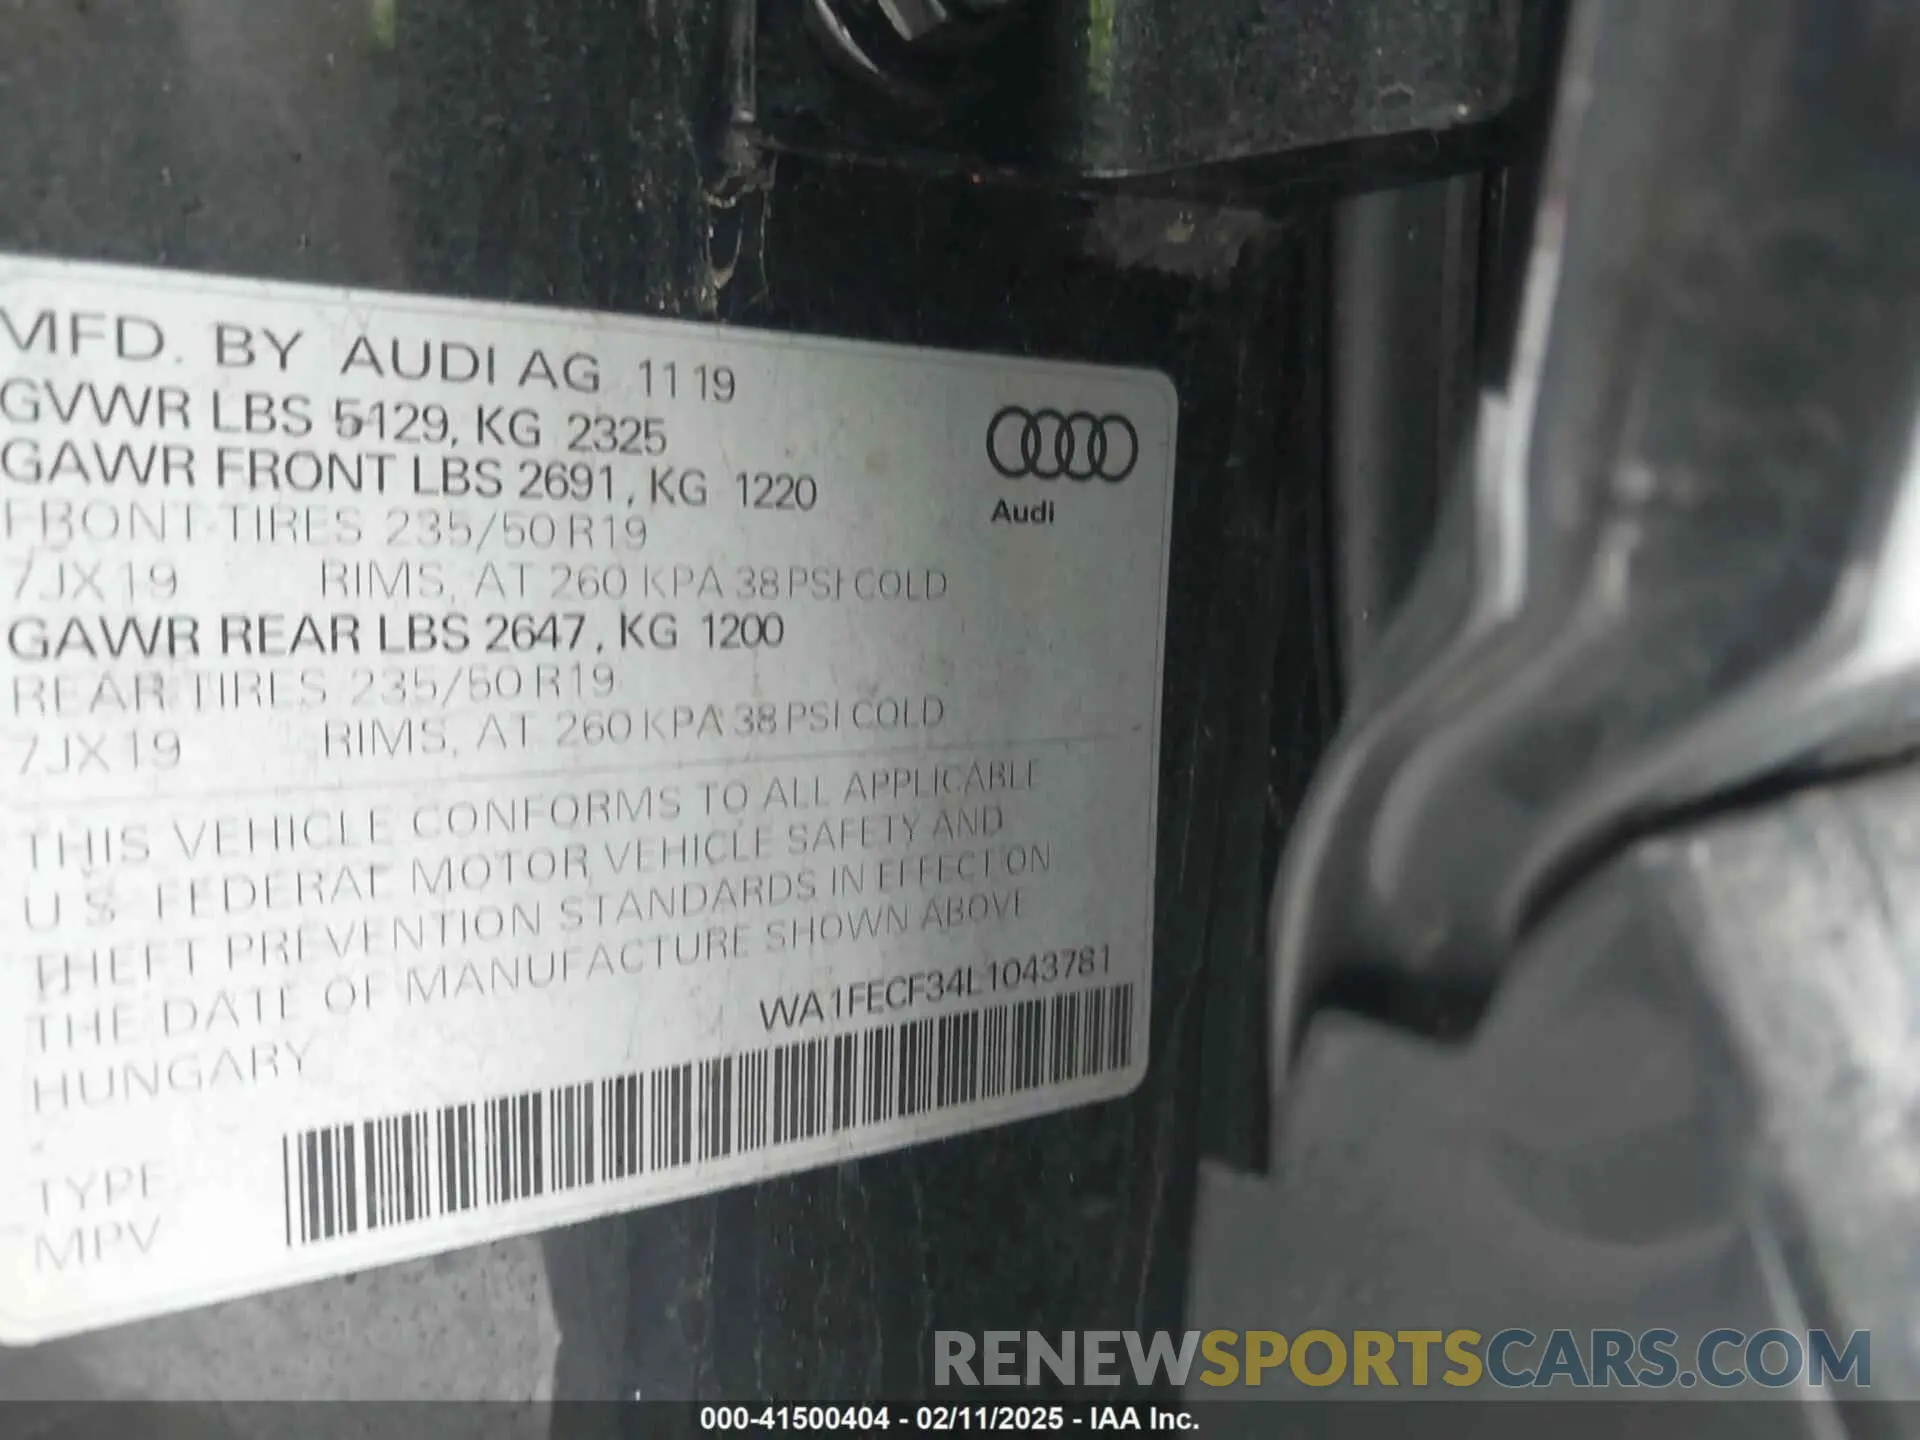 MFD. BY AUDI AG 11 19
GVWR LBS 5129, KG 2325
GAWR FRONT LBS 2691, KG 1220
FRONT TIRES 235/50 R19
7JX19 RIMS, AT 260 KPA 38 PSI COLD
GAWR REAR LBS 2647, KG 1200
REAR TIRES 235/50 R19
7JX19 RIMS, AT 260 KPA 38 PSI COLD
Audi
THIS VEHICLE CONFORMS TO ALL APPLICABLE
U S FEDERAL MOTOR VEHICLE SAFETY AND
THEFT PREVENTION STANDARDS IN EFFECT ON
THE DATE OF MANUFACTURE SHOWN ABOVE
HUNGARY
WA1FECF34L1043781
TYPE
MPV
RENEWSPORTSCARS.COM
000-41500404 - 02/11/2025 - IAA Inc.